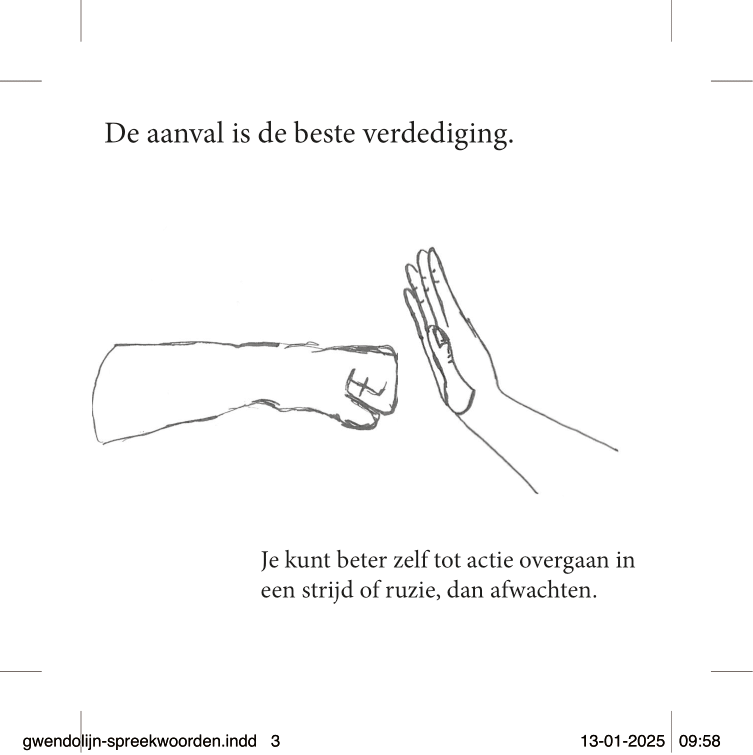 De aanval is de beste verdediging.
Je kunt beter zelf tot actie overgaan in
een strijd of ruzie, dan afwachten.
gwendolijn-spreekwoorden.indd 3 13-01-2025 09:58